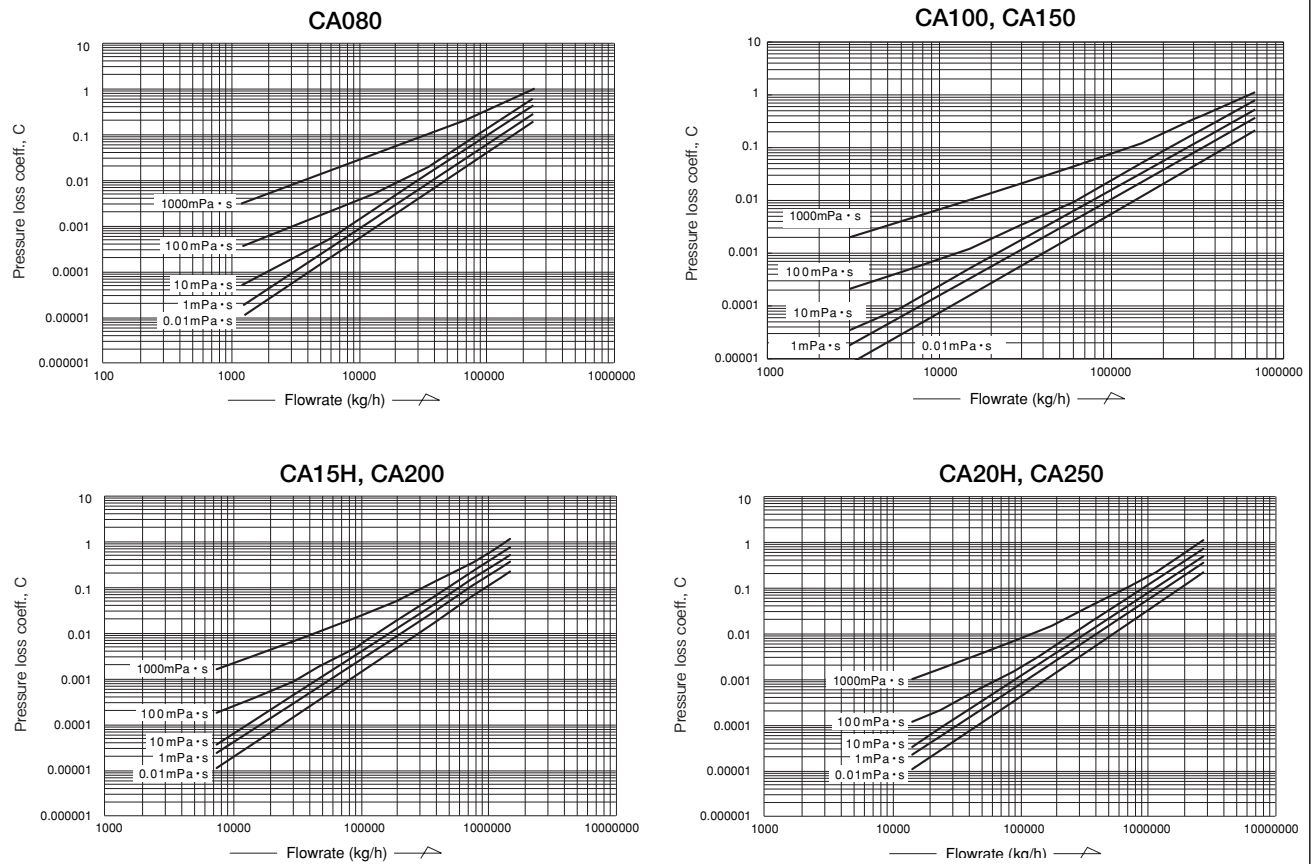 CA080
Pressure loss coeff., C
10
1
0.1
0.01
0.001
0.0001
0.00001
0.000001
1000mPa・s
100mPa・s
10mPa・s
1mPa・s
0.01mPa・s
100 1000 10000 100000 1000000
Flowrate (kg/h)
CA100, CA150
Pressure loss coeff., C
10
1
0.1
0.01
0.001
0.0001
0.00001
1000mPa・s
100mPa・s
10mPa・s
1mPa・s
0.01mPa・s
1000 10000 100000 1000000
Flowrate (kg/h)
CA15H, CA200
Pressure loss coeff., C
10
1
0.1
0.01
0.001
0.0001
0.00001
0.000001
1000mPa・s
100mPa・s
10mPa・s
1mPa・s
0.01mPa・s
1000 10000 100000 1000000 10000000
Flowrate (kg/h)
CA20H, CA250
Pressure loss coeff., C
10
1
0.1
0.01
0.001
0.0001
0.00001
0.000001
1000mPa・s
100mPa・s
10mPa・s
1mPa・s
0.01mPa・s
1000 10000 100000 1000000 10000000
Flowrate (kg/h)